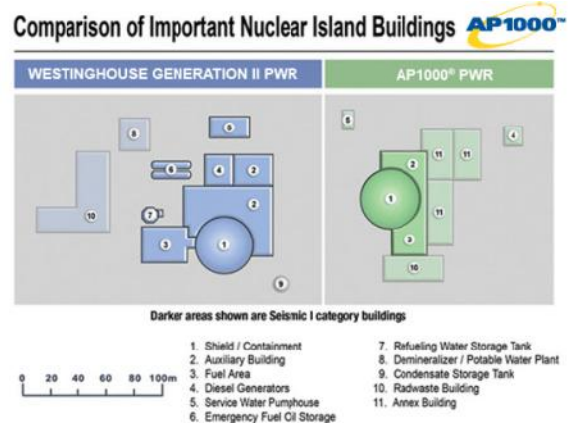 Comparison of Important Nuclear Island Buildings AP1000™
WESTINGHOUSE GENERATION II PWR
AP1000® PWR
8
6
4
2
6
2
7
10
3
1
9
5
4
2
11
11
1
11
3
10
Darker areas shown are Seismic I category buildings
1. Shield / Containment
2. Auxiliary Building
3. Fuel Area
4. Diesel Generators
5. Service Water Pumphouse
6. Emergency Fuel Oil Storage
7. Refueling Water Storage Tank
8. Demineralizer / Potable Water Plant
9. Condensate Storage Tank
10. Radwaste Building
11. Annex Building
0 20 40 60 80 100m